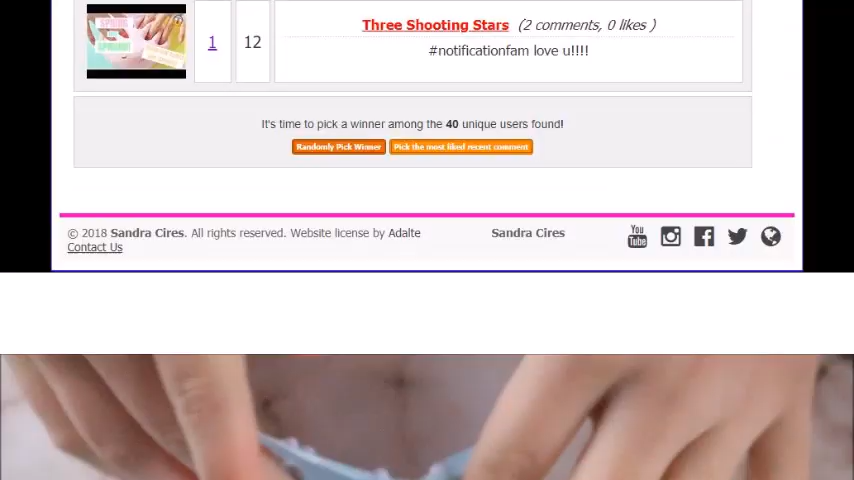 Three Shooting Stars (2 comments, 0 likes )
1
12
#notificationfam love u!!!!
It's time to pick a winner among the 40 unique users found!
Randomly Pick Winner Pick the most liked recent comment
© 2018 Sandra Cires. All rights reserved. Website license by Adalte
Contact Us
Sandra Cires
You
Tube